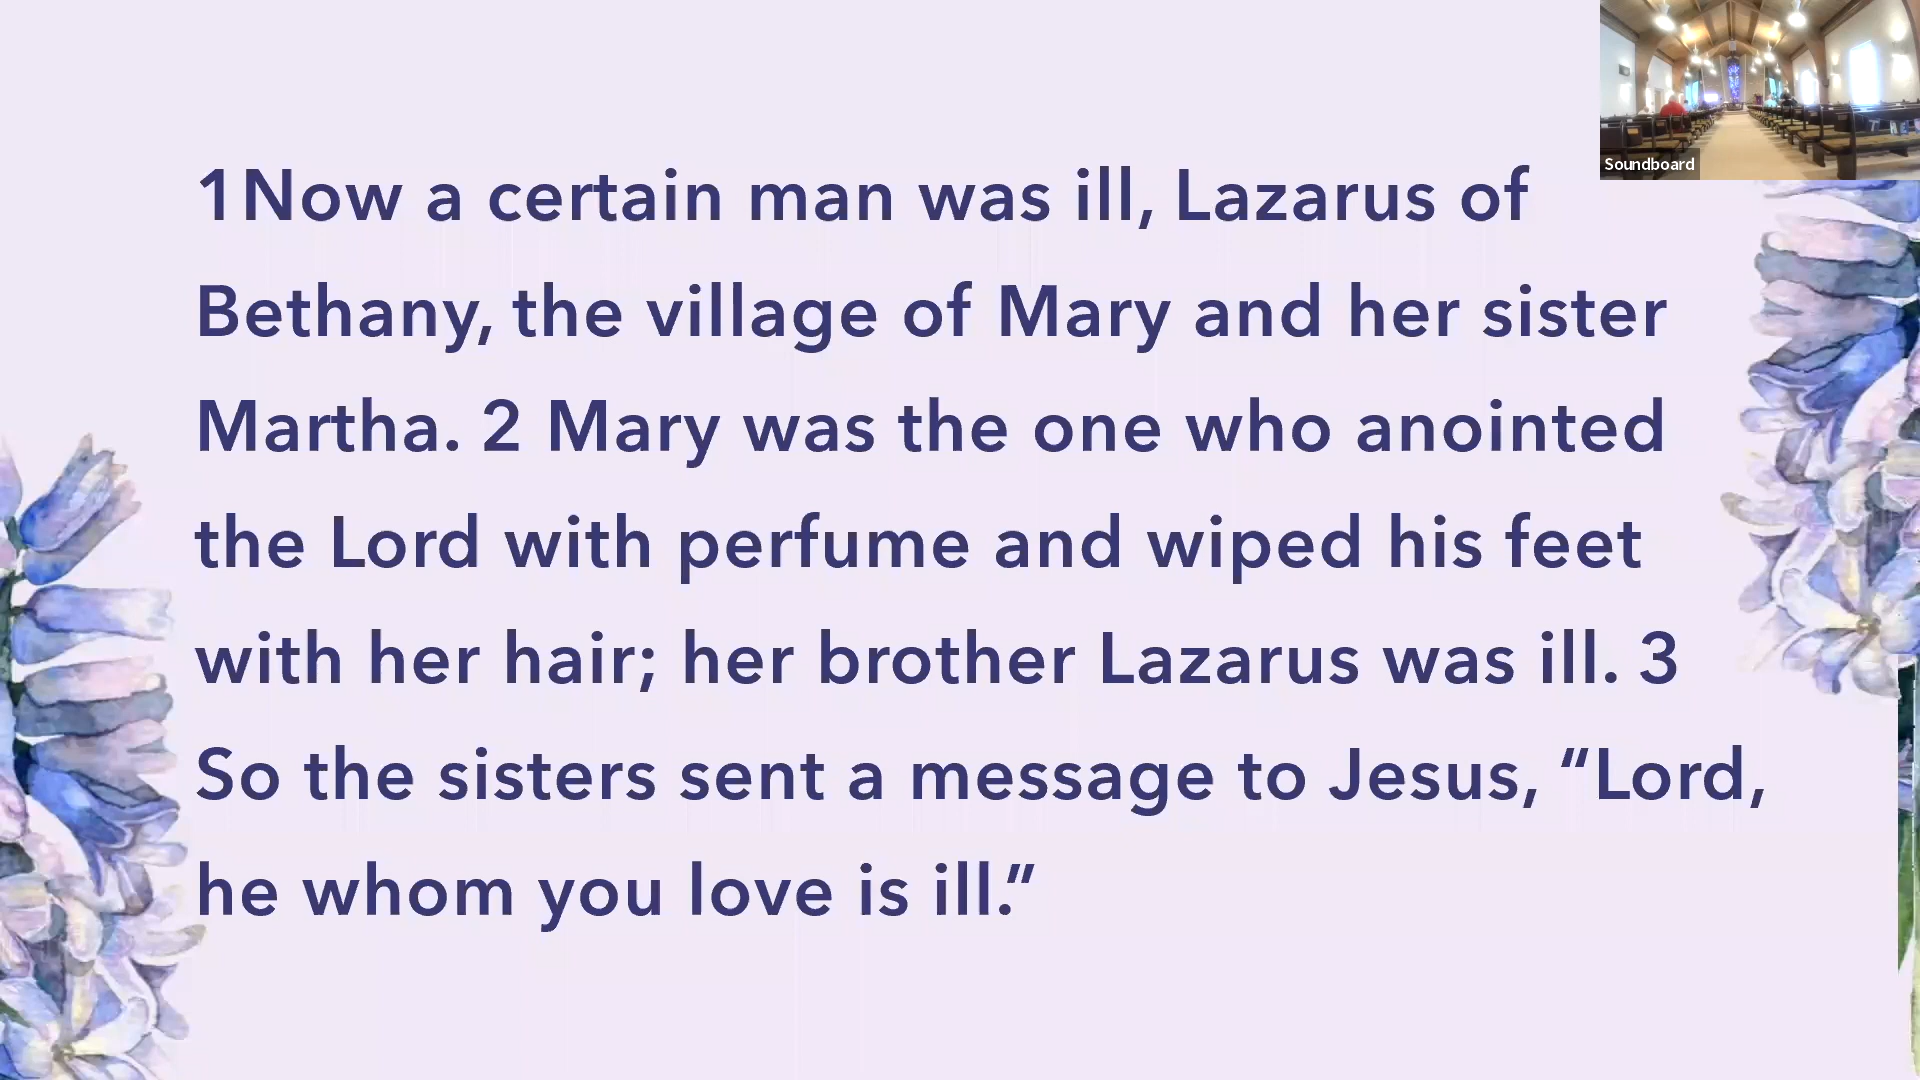 1Now a certain man was ill, Lazarus of
Bethany, the village of Mary and her sister
Martha. 2 Mary was the one who anointed
the Lord with perfume and wiped his feet
with her hair; her brother Lazarus was ill. 3
So the sisters sent a message to Jesus, “Lord,
he whom you love is ill.”
Soundboard